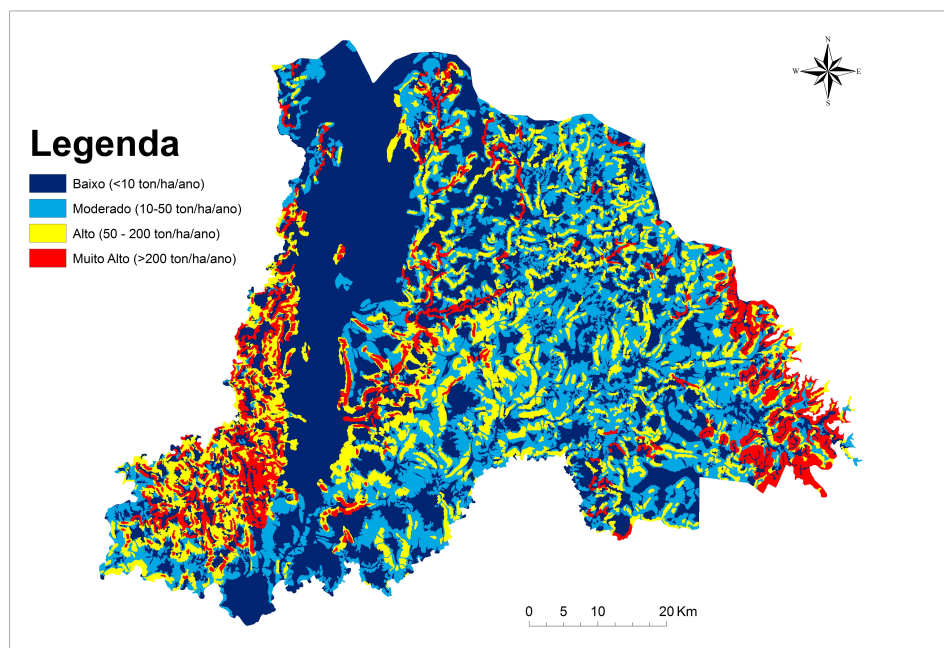 N
W
E
S
Legenda
Baixo (<10 ton/ha/ano)
Moderado (10-50 ton/ha/ano)
Alto (50 - 200 ton/ha/ano)
Muito Alto (>200 ton/ha/ano)
0 5 10 20 Km